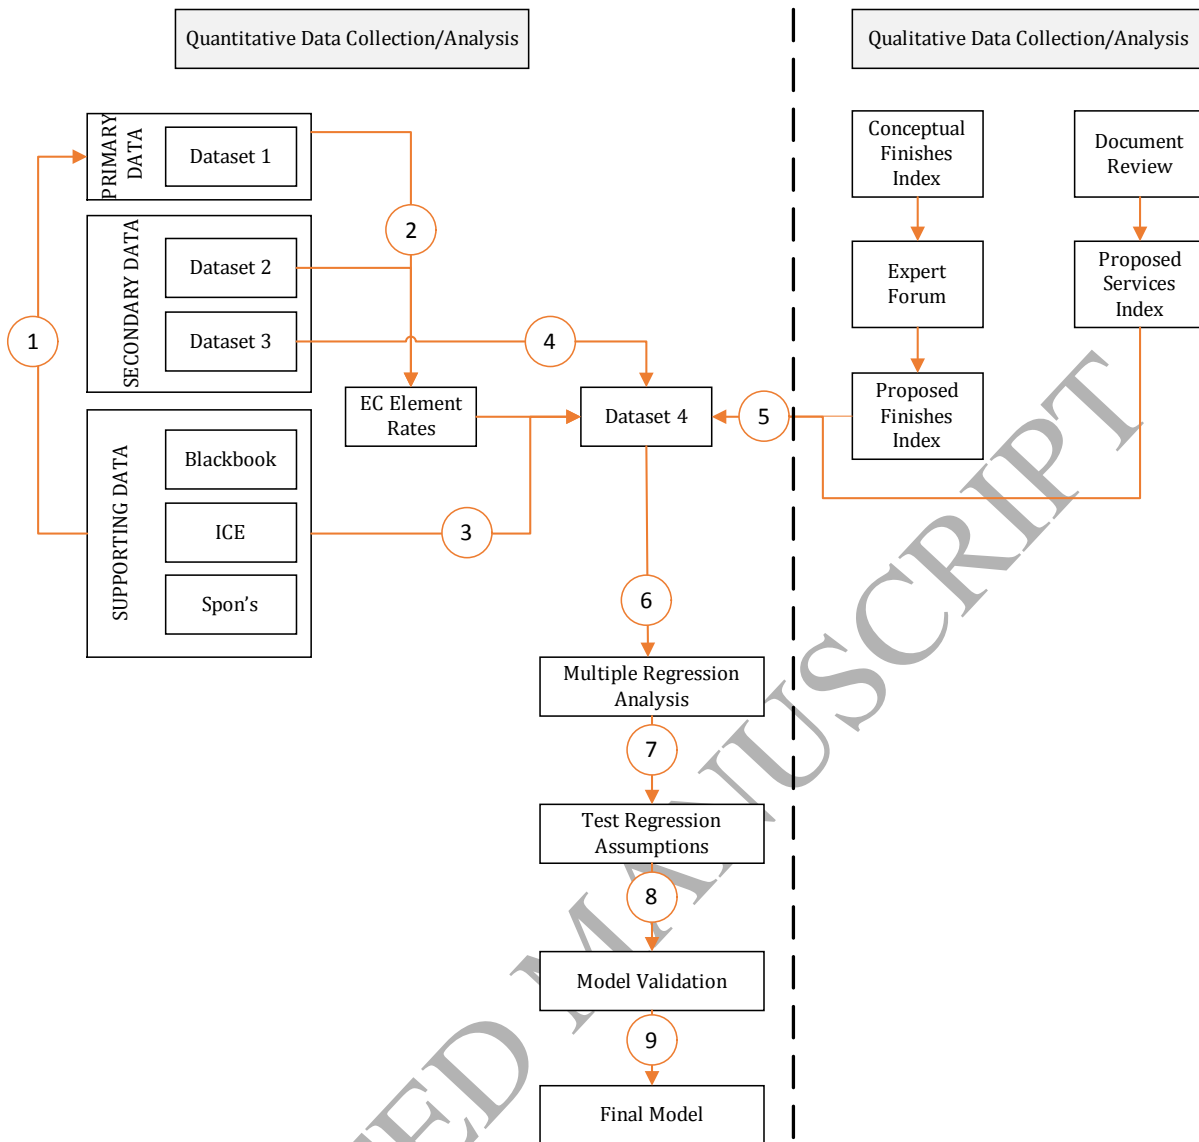 Quantitative Data Collection/Analysis
Qualitative Data Collection/Analysis
PRIMARY
DATA
Dataset 1
SECONDARY DATA
Dataset 2
Dataset 3
SUPPORTING DATA
Blackbook
ICE
Spon's
1
2
3
4
5
EC Element
Rates
Dataset 4
Conceptual
Finishes
Index
Expert
Forum
Proposed
Finishes
Index
Document
Review
Proposed
Services
Index
6
Multiple Regression
Analysis
7
Test Regression
Assumptions
8
Model Validation
9
Final Model
TED MANUSCRIPT